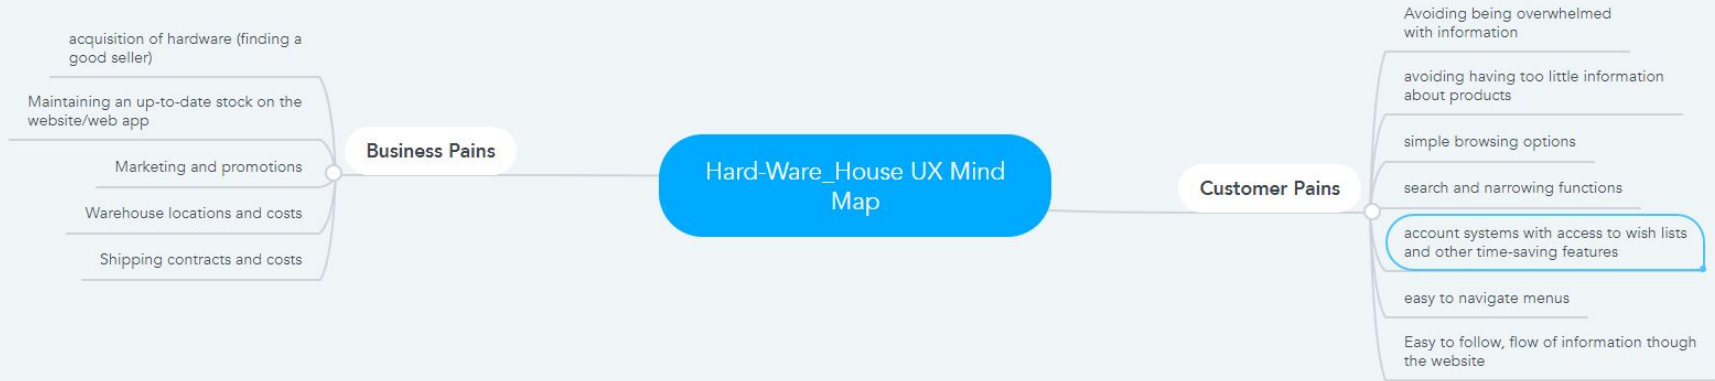 acquisition of hardware (finding a
good seller)
Maintaining an up-to-date stock on the
website/web app
Marketing and promotions
Warehouse locations and costs
Shipping contracts and costs
Business Pains
Hard-Ware_House UX Mind
Map
Customer Pains
Avoiding being overwhelmed
with information
avoiding having too little information
about products
simple browsing options
search and narrowing functions
account systems with access to wish lists
and other time-saving features
easy to navigate menus
Easy to follow, flow of information though
the website